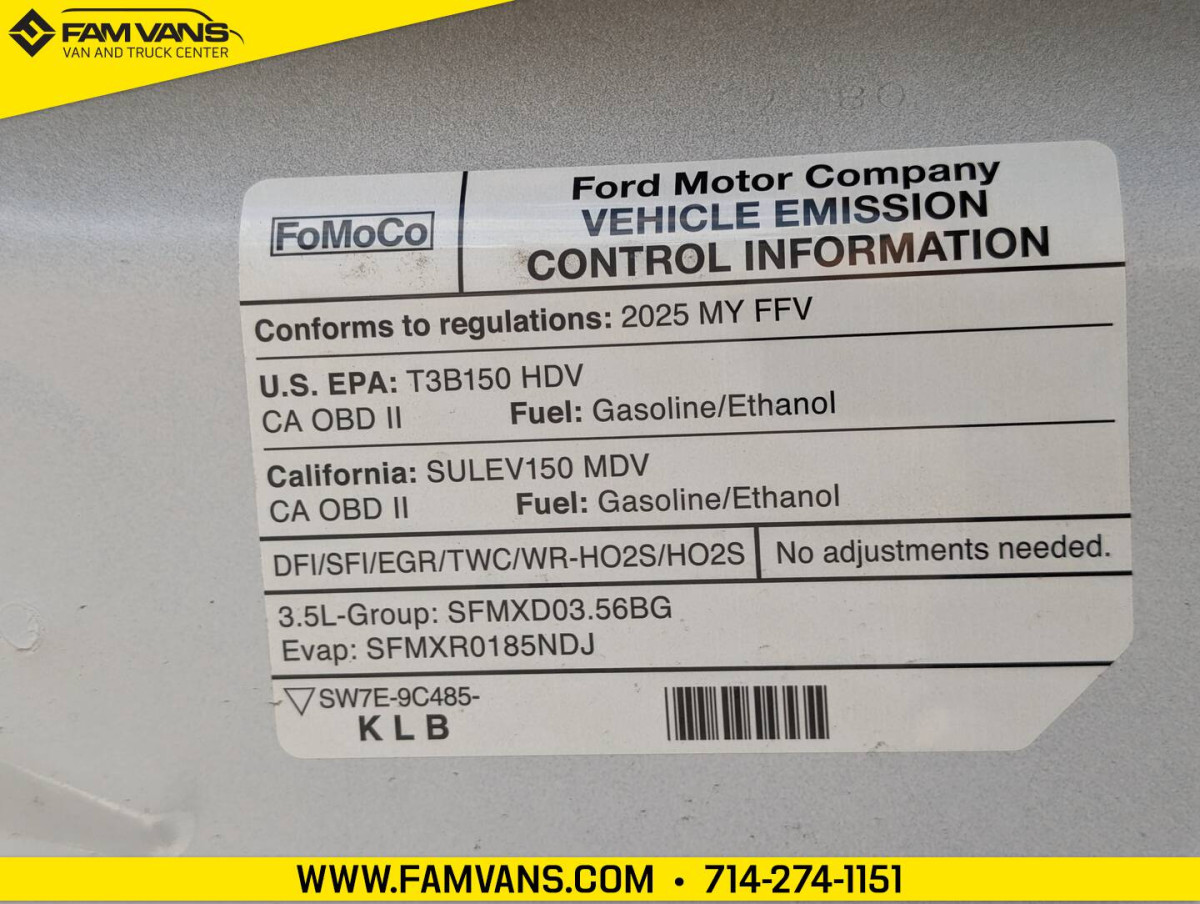 FAM VANS
VAN AND TRUCK CENTER
FoMoCo
Ford Motor Company
VEHICLE EMISSION
CONTROL INFORMATION
Conforms to regulations: 2025 MY FFV
U.S. EPA: T3B150 HDV
CA OBD II Fuel: Gasoline/Ethanol
California: SULEV150 MDV
CA OBD II Fuel: Gasoline/Ethanol
DFI/SFI/EGR/TWC/WR-HO2S/HO2S No adjustments needed.
3.5L-Group: SFMXD03.56BG
Evap: SFMXR0185NDJ
SW7E-9C485-
K L B
WWW.FAMVANS.COM • 714-274-1151